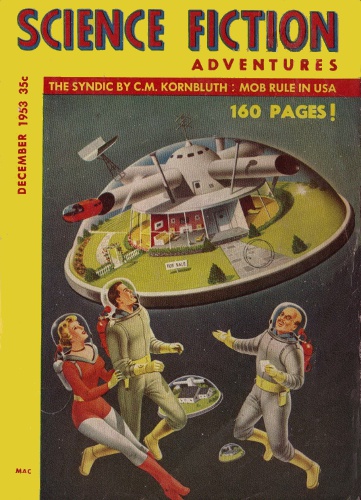 SCIENCE FICTION
ADVENTURES
THE SYNDIC BY C.M. KORNBLUTH : MOB RULE IN USA
160 PAGES!
DECEMBER 1953 35c
FOR SALE
MAC